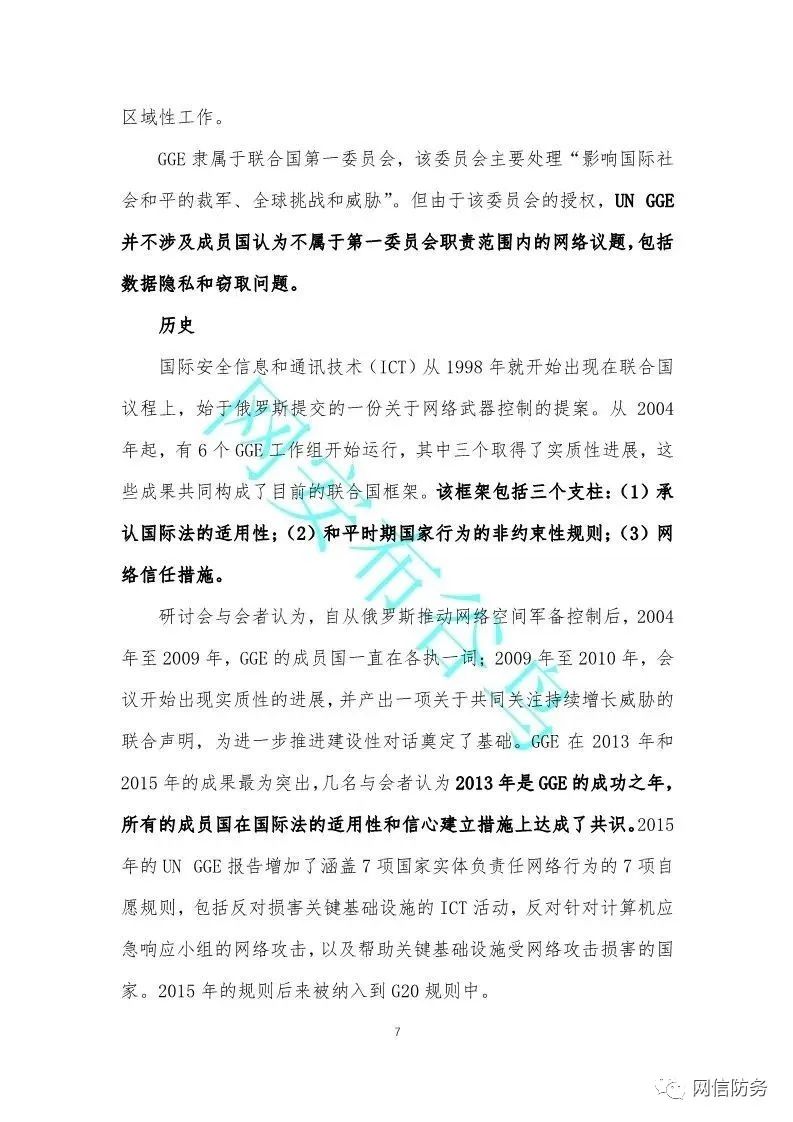 区域性工作。
GGE 隶属于联合国第一委员会，该委员会主要处理“影响国际社
会和平的裁军、全球挑战和威胁”。但由于该委员会的授权，UN GGE
并不涉及成员国认为不属于第一委员会职责范围内的网络议题，包括
数据隐私和窃取问题。
历史
国际安全信息和通讯技术（ICT）从 1998 年就开始出现在联合国
议程上，始于俄罗斯提交的一份关于网络武器控制的提案。从 2004
年起，有 6 个 GGE 工作组开始运行，其中三个取得了实质性进展，这
些成果共同构成了目前的联合国框架。该框架包括三个支柱：（1）承
认国际法的适用性；（2）和平时期国家行为的非约束性规则；（3）网
络信任措施。
研讨会与会者认为，自从俄罗斯推动网络空间军备控制后，2004
年至 2009 年，GGE 的成员国一直在各执一词；2009 年至 2010 年，会
议开始出现实质性的进展，并产出一项关于共同关注持续增长威胁的
联合声明，为进一步推进建设性对话奠定了基础。GGE 在 2013 年和
2015 年的成果最为突出，几名与会者认为 2013 年是 GGE 的成功之年，
所有的成员国在国际法的适用性和信心建立措施上达成了共识。2015
年的 UN GGE 报告增加了涵盖 7 项国家实体负责任网络行为的 7 项自
愿规则，包括反对损害关键基础设施的 ICT 活动，反对针对计算机应
急响应小组的网络攻击，以及帮助关键基础设施受网络攻击损害的国
家。2015 年的规则后来被纳入到 G20 规则中。
网安布谷鸟
7
网信防务